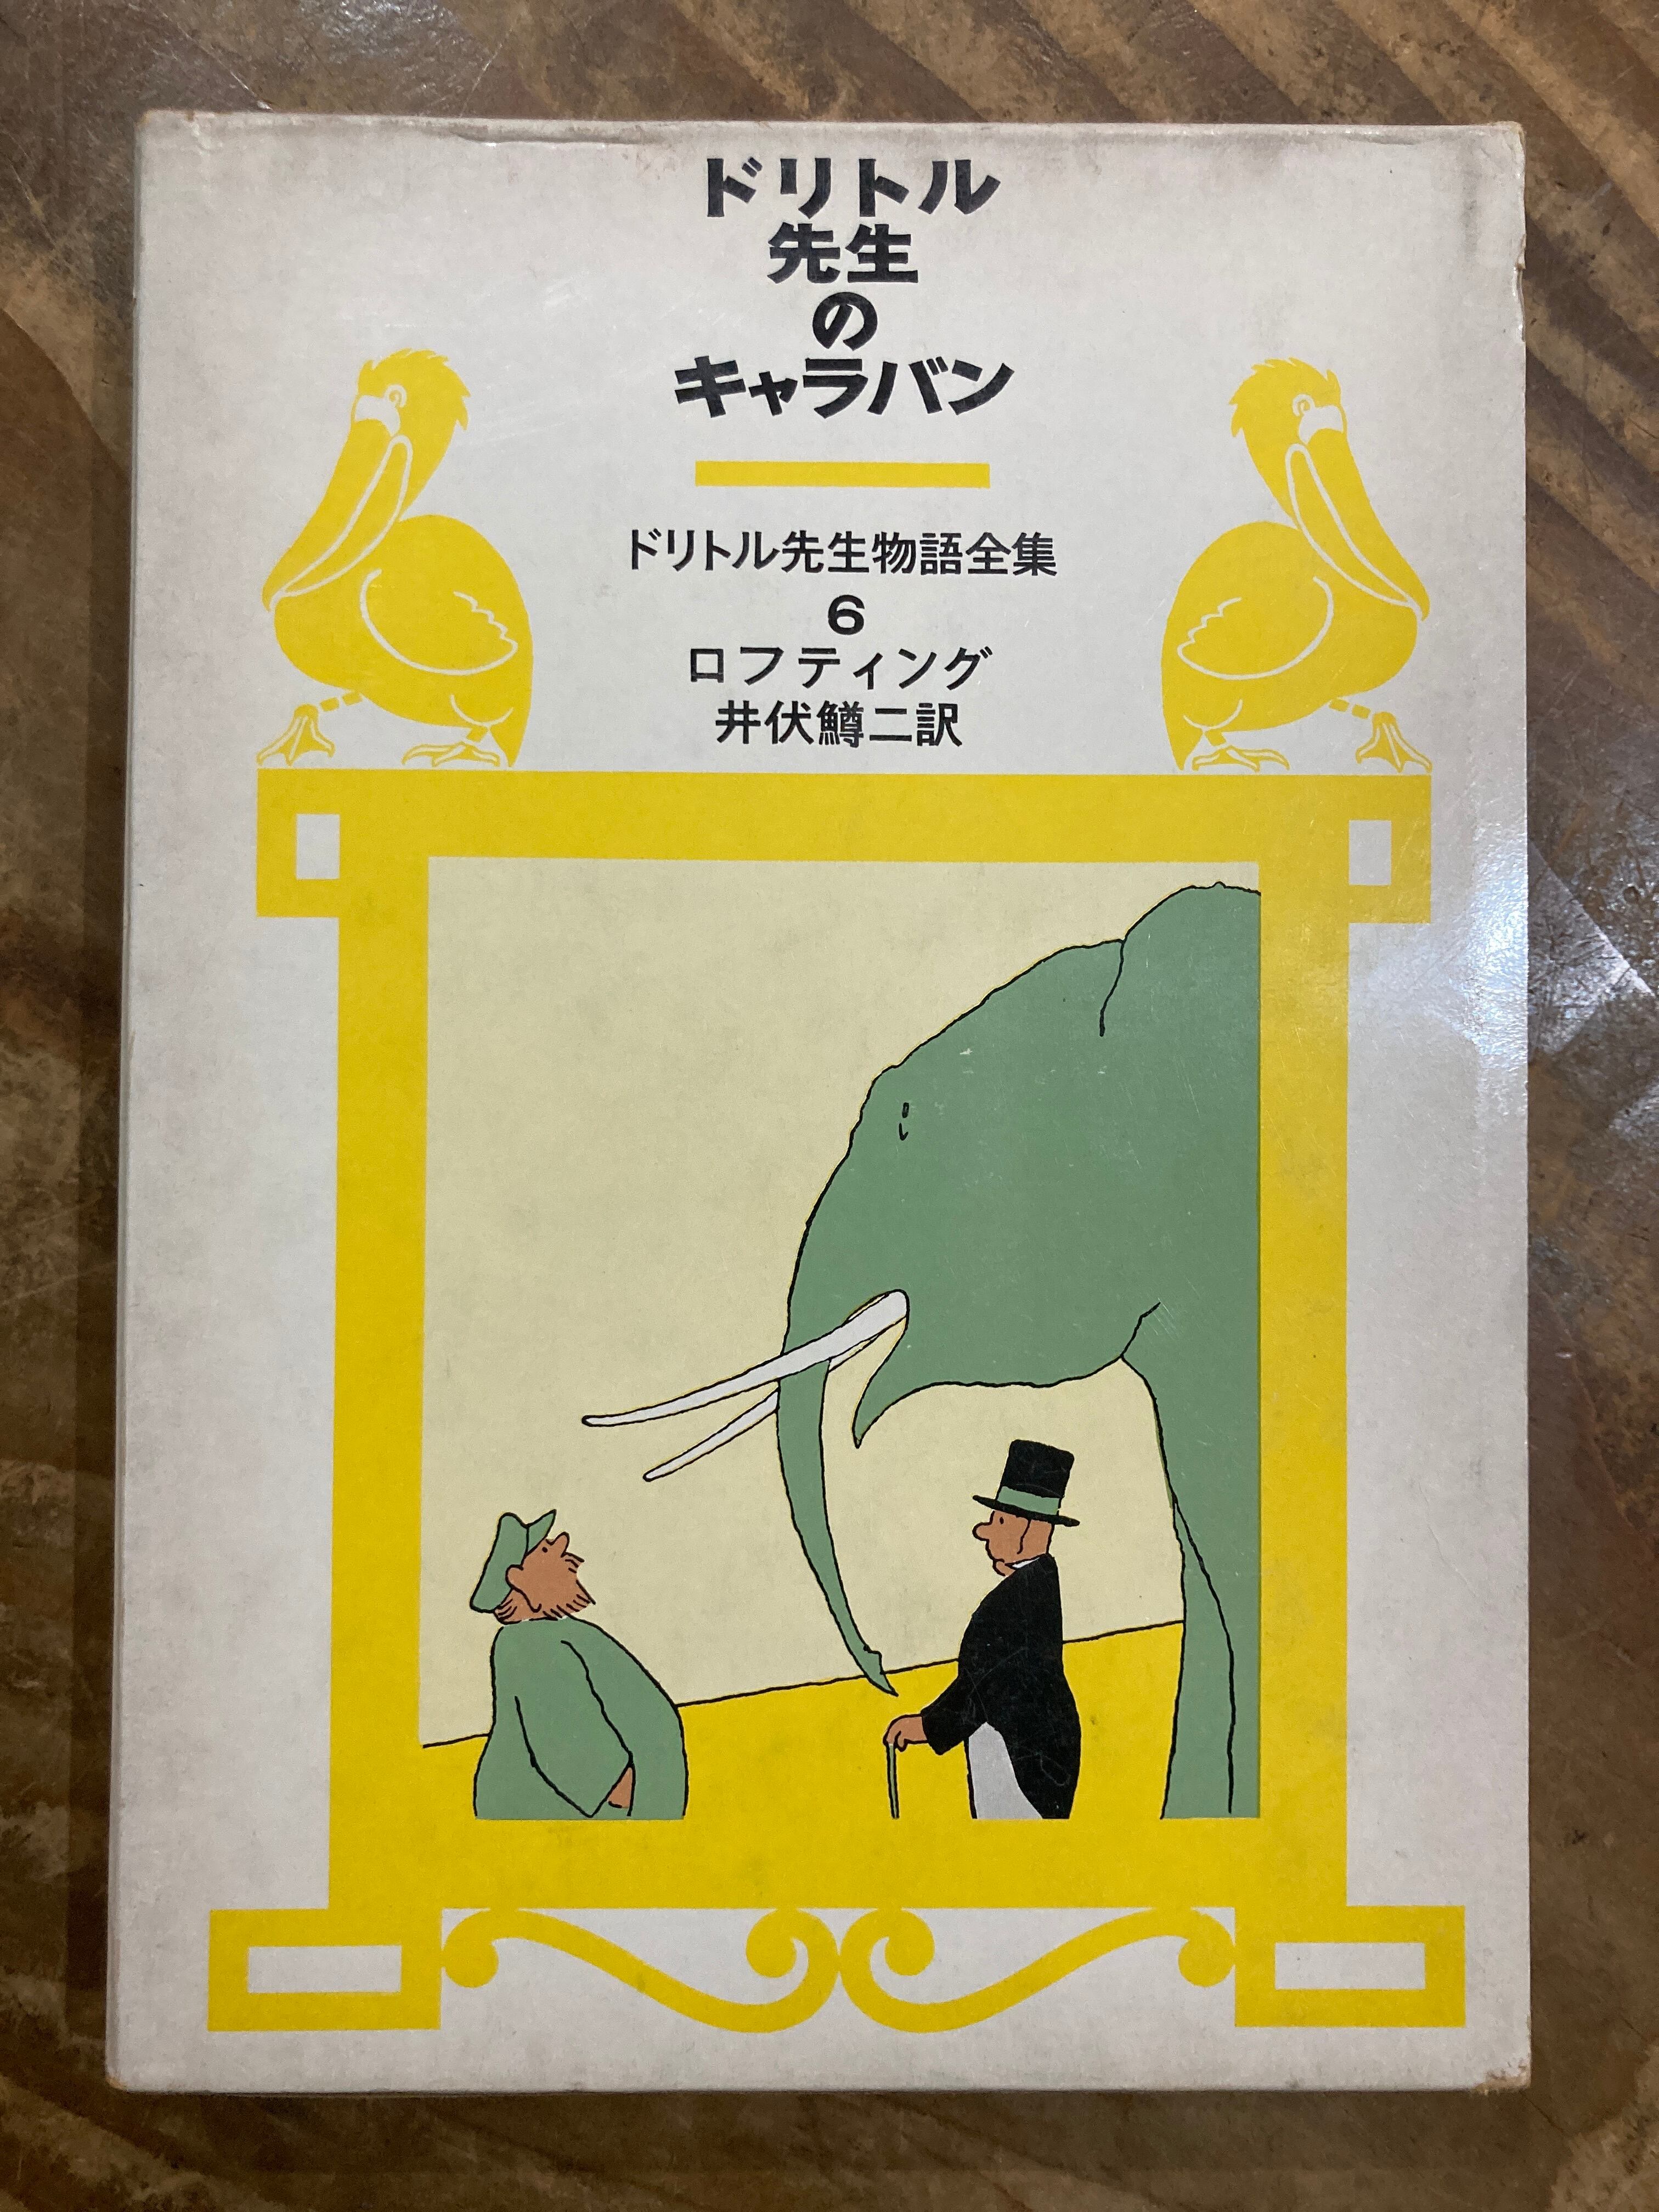 ドリトル
先生
の
キャラバン
ドリトル先生物語全集
6
ロフティング
井伏鱒二訳